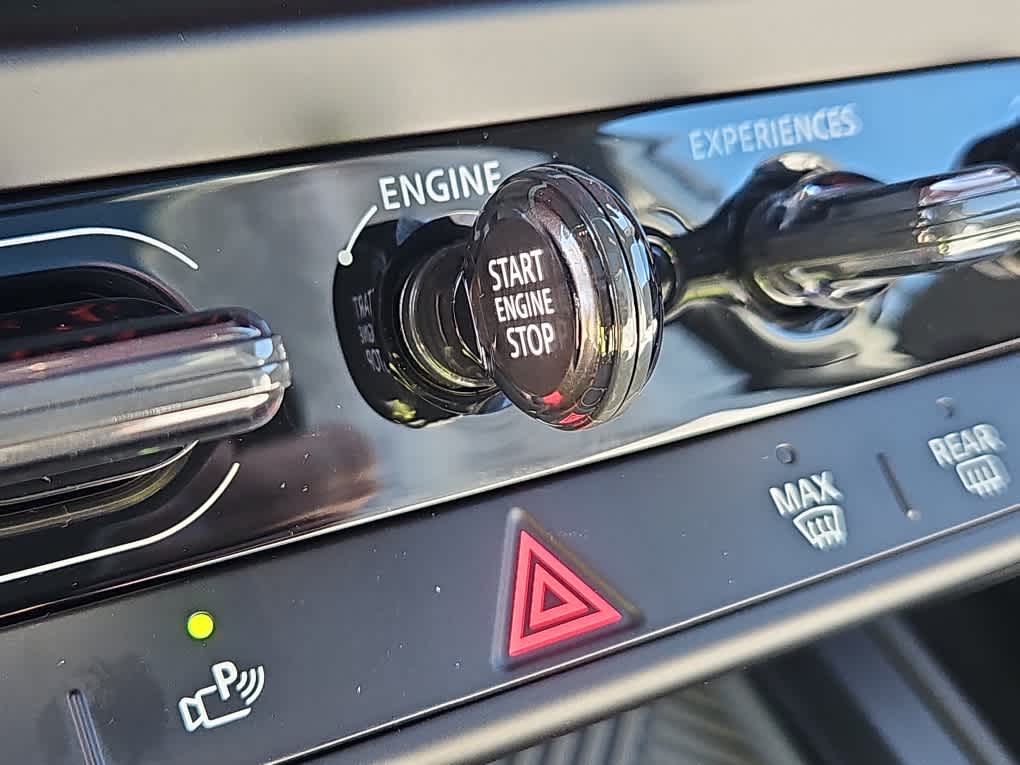 EXPERIENCES
ENGINE
START
ENGINE
STOP
MAX
REAR
P